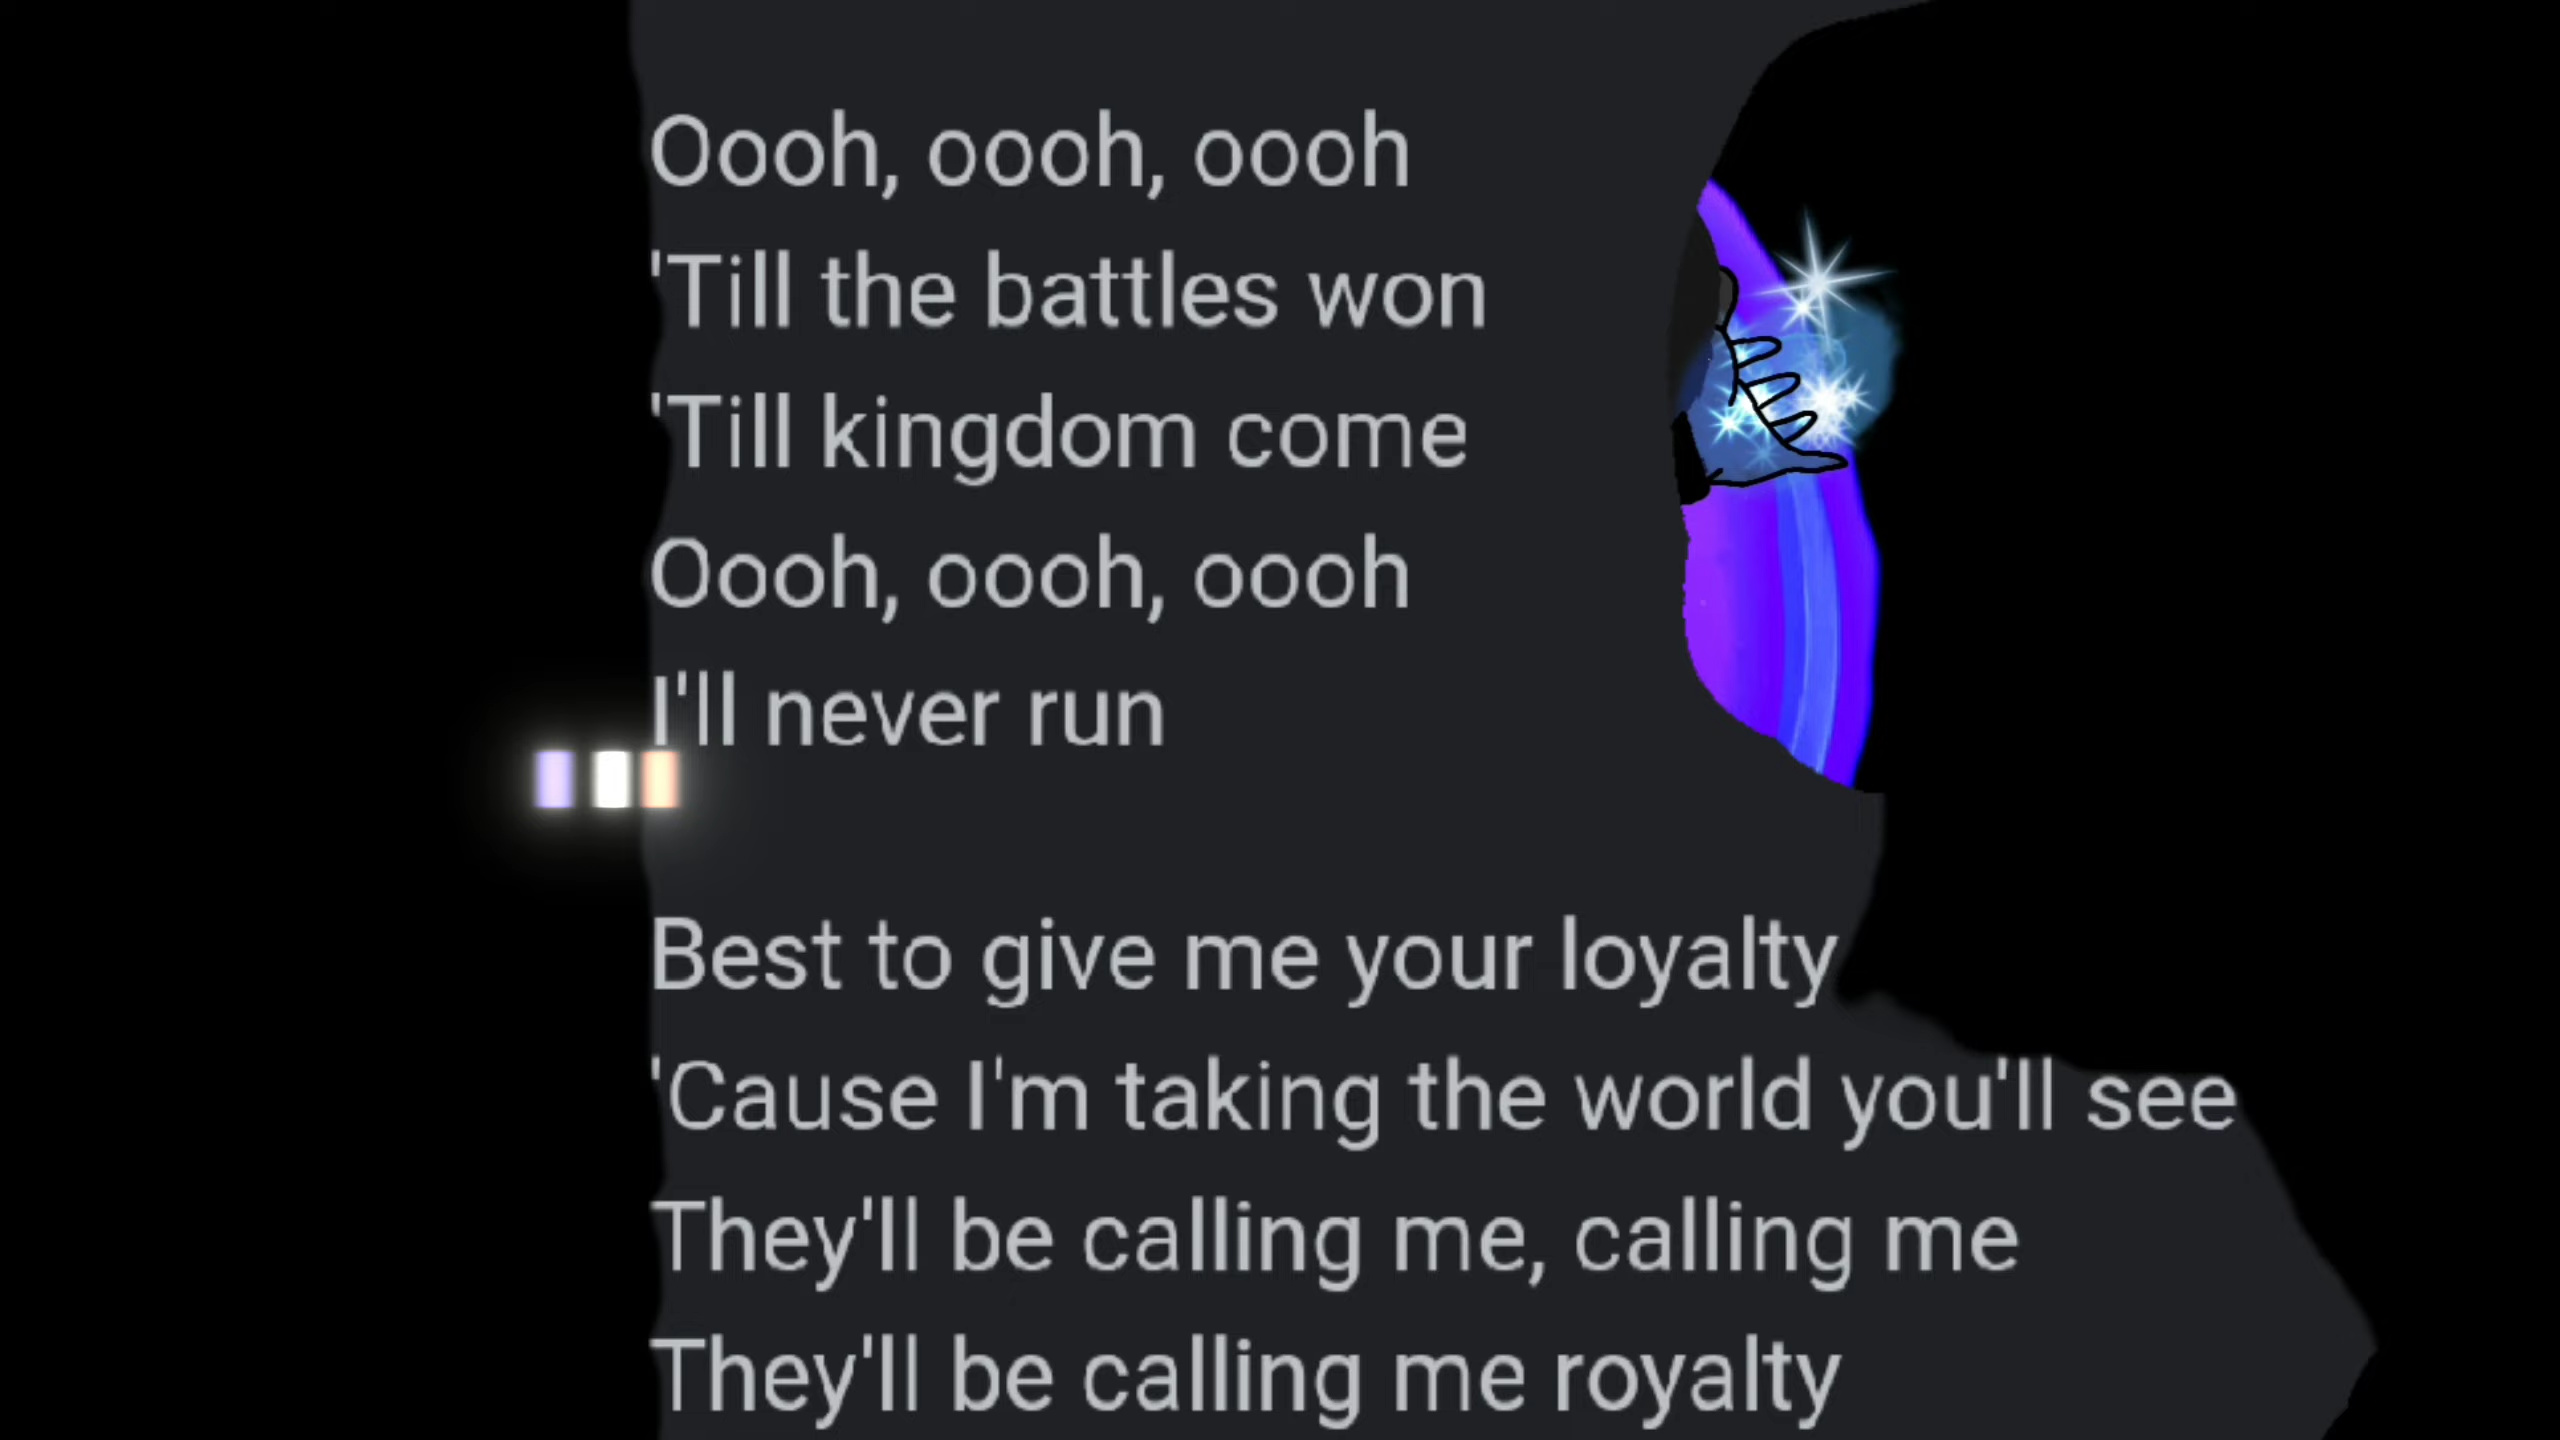 Oooh, oooh, oooh
'Till the battles won
'Till kingdom come
Oooh, oooh, oooh
I'll never run
Best to give me your loyalty
'Cause I'm taking the world you'll see
They'll be calling me, calling me
They'll be calling me royalty